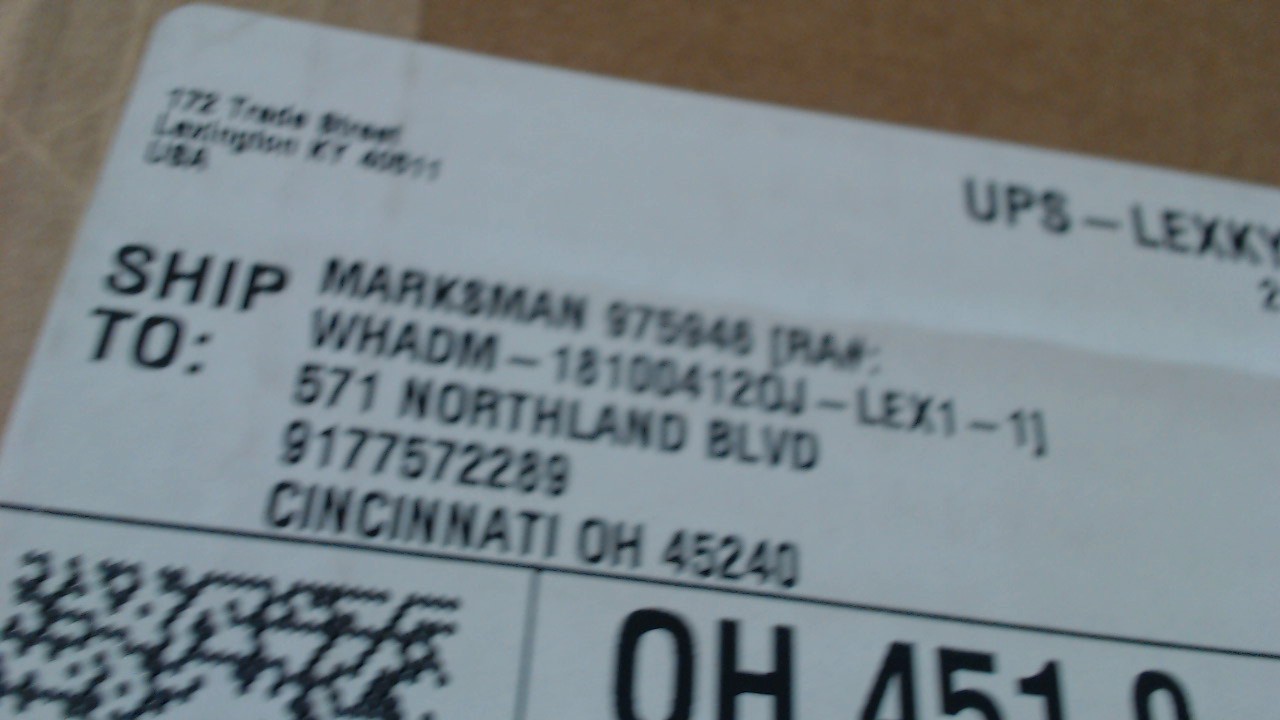 172 Trade Street
Lexington KY 40511
USA
UPS-LEXKY
SHIP TO:
MARKSMAN 975946 [RA#:
WHADM-181004120J-LEX1-1]
571 NORTHLAND BLVD
9177572289
CINCINNATI OH 45240
OH 451 9